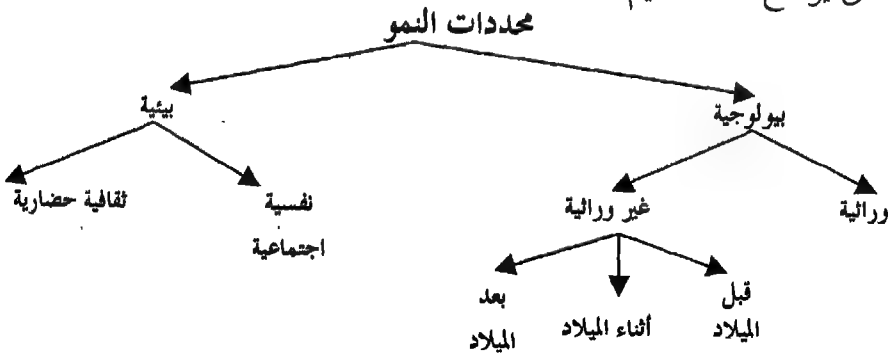 محددات النمو
بيولوجية
بيئية
وراثية
غير وراثية
نفسية
اجتماعية
ثقافية حضارية
قبل
الميلاد
أثناء الميلاد
بعد
الميلاد